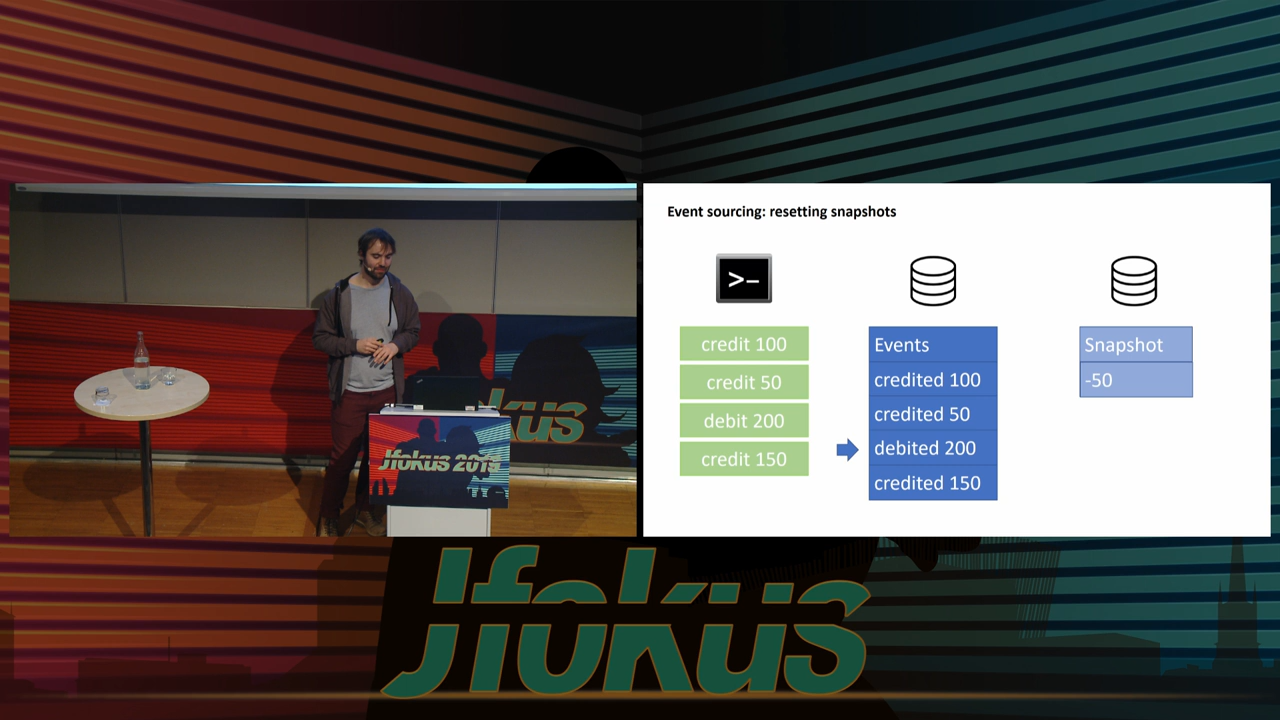 Event sourcing: resetting snapshots
>–
credit 100
credit 50
debit 200
credit 150
Events
credited 100
credited 50
debited 200
credited 150
Snapshot
-50
kus
Jfokus 2019
Jfokus